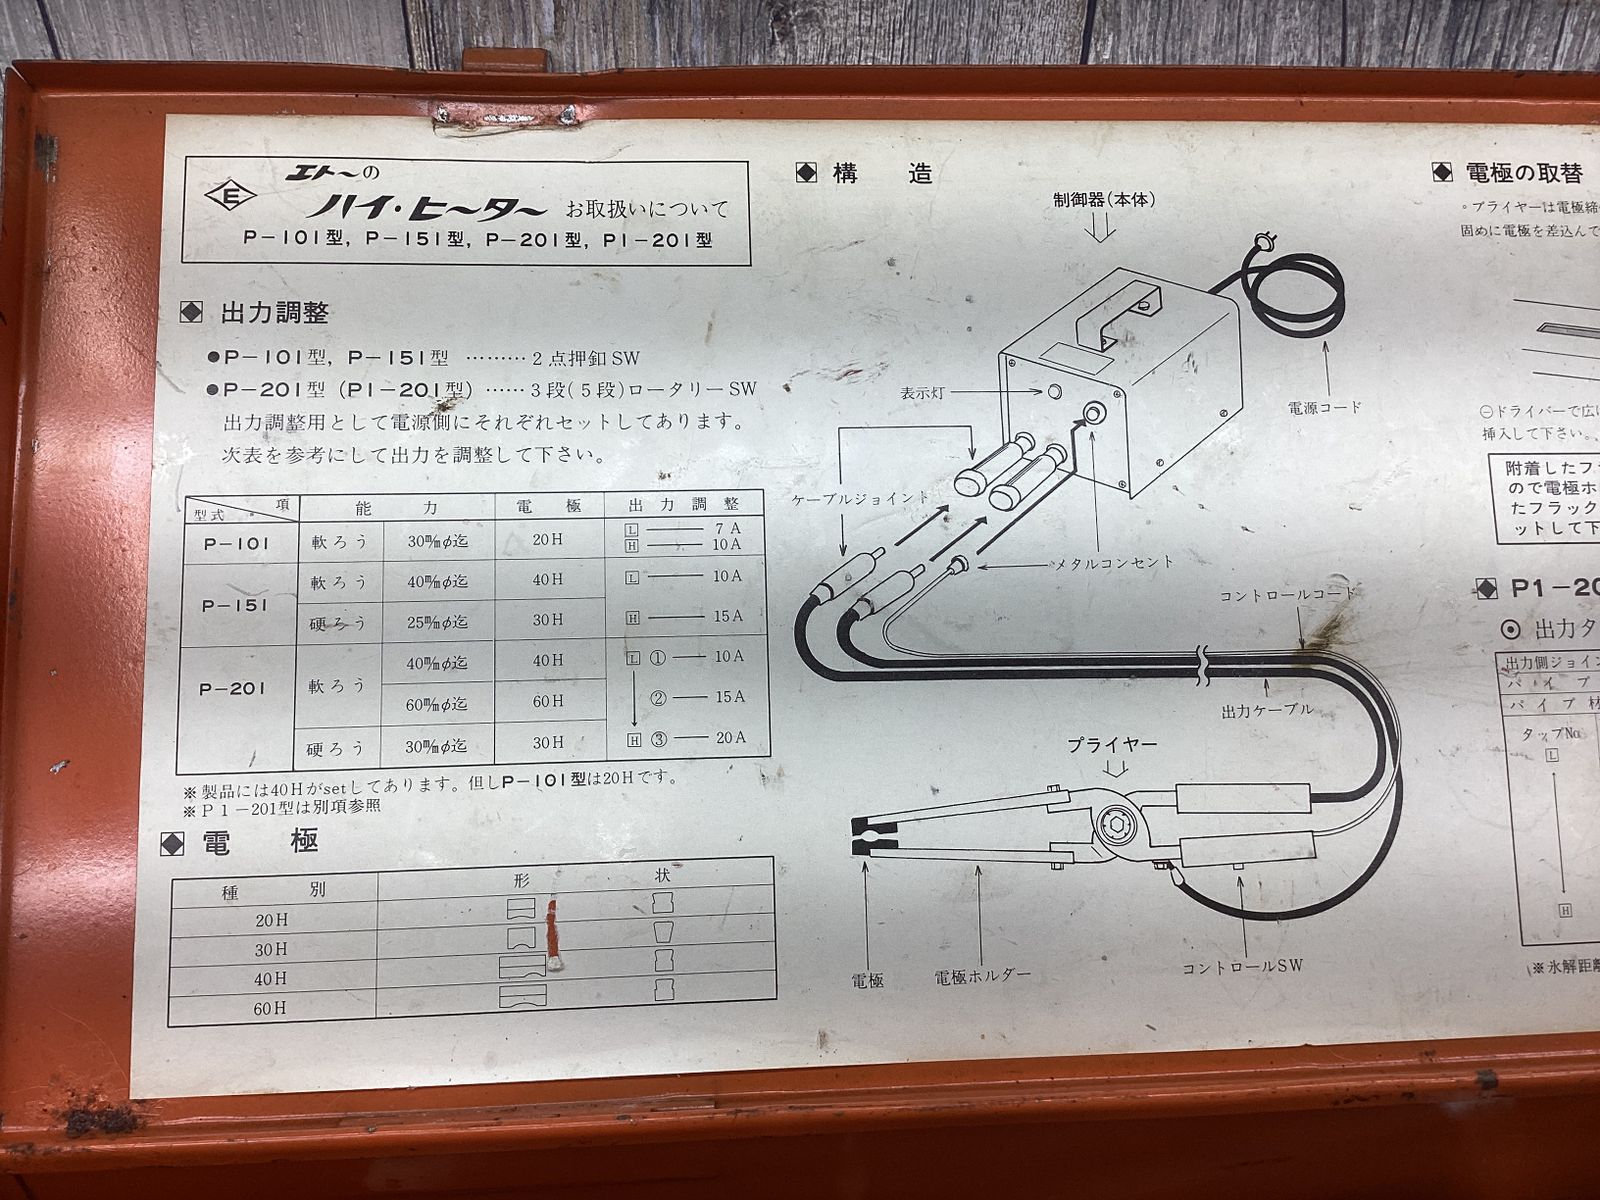 エトーの
E
ハイ・ヒーター お取扱いについて
P-101型, P-151型, P-201型, P1-201型
出力調整
●P-101型, P-151型 ……… 2点押釦SW
●P-201型 (P1-201型) …… 3段(5段)ロータリーSW
出力調整用として電源側にそれぞれセットしてあります。
次表を参考にして出力を調整して下さい。
型式 項 能力 電極 出力調整
P-101 軟ろう 30m/mφ迄 20H L 7A
H 10A
P-151 軟ろう 40m/mφ迄 40H L 10A
硬ろう 25m/mφ迄 30H H 15A
P-201 軟ろう 40m/mφ迄 40H L ① 10A
60m/mφ迄 60H ② 15A
硬ろう 30m/mφ迄 30H H ③ 20A
※製品には40Hがsetしてあります。但しP-101型は20Hです。
※P1-201型は別項参照
電極
種別 形状
20H
30H
40H
60H
構造
制御器(本体)
表示灯
電源コード
ケーブルジョイント
メタルコンセント
コントロールコード
出力ケーブル
プライヤー
電極
電極ホルダー
コントロールSW
電極の取替
◦プライヤーは電極締
固めに電極を差込んで
⊖ドライバーで広げ
挿入して下さい。
附着したフラ
ので電極ホ
たフラック
ットして下
P1-20
出力タ
出力側ジョイン
パイプ
パイプ材
タップNo.
L
H
※氷解距離